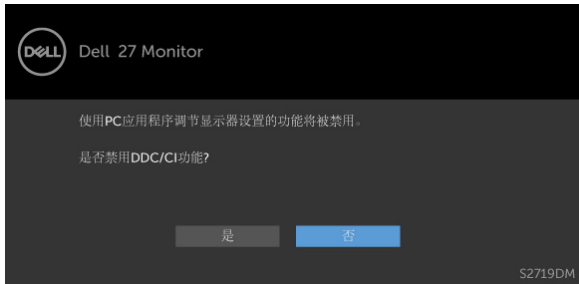 DELL
Dell 27 Monitor
使用PC应用程序调节显示器设置的功能将被禁用。
是否禁用DDC/CI功能?
是
否
S2719DM